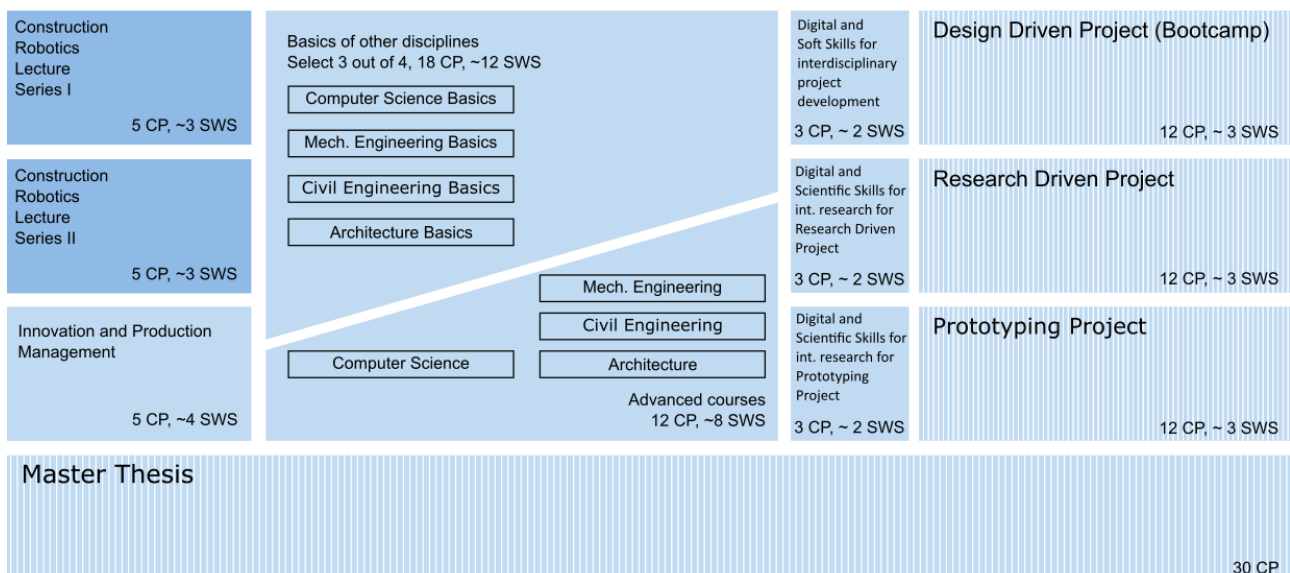 Construction
Robotics
Lecture
Series I
5 CP, ~3 SWS
Basics of other disciplines
Select 3 out of 4, 18 CP, ~12 SWS
Computer Science Basics
Mech. Engineering Basics
Civil Engineering Basics
Architecture Basics
Digital and
Soft Skills for
interdisciplinary
project
development
3 CP, ~ 2 SWS
Design Driven Project (Bootcamp)
12 CP, ~ 3 SWS
Construction
Robotics
Lecture
Series II
5 CP, ~3 SWS
Digital and
Scientific Skills for
int. research for
Research Driven
Project
3 CP, ~ 2 SWS
Research Driven Project
12 CP, ~ 3 SWS
Innovation and Production
Management
5 CP, ~4 SWS
Mech. Engineering
Civil Engineering
Computer Science
Architecture
Advanced courses
12 CP, ~8 SWS
Digital and
Scientific Skills for
int. research for
Prototyping
Project
3 CP, ~ 2 SWS
Prototyping Project
12 CP, ~ 3 SWS
Master Thesis
30 CP